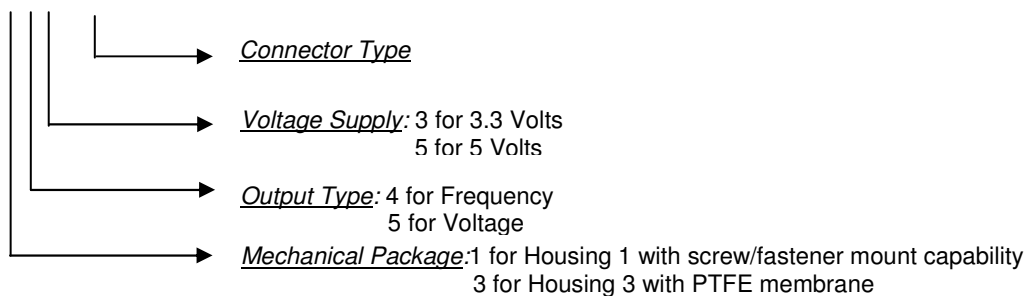 Connector Type
Voltage Supply: 3 for 3.3 Volts
5 for 5 Volts
Output Type: 4 for Frequency
5 for Voltage
Mechanical Package:1 for Housing 1 with screw/fastener mount capability
3 for Housing 3 with PTFE membrane